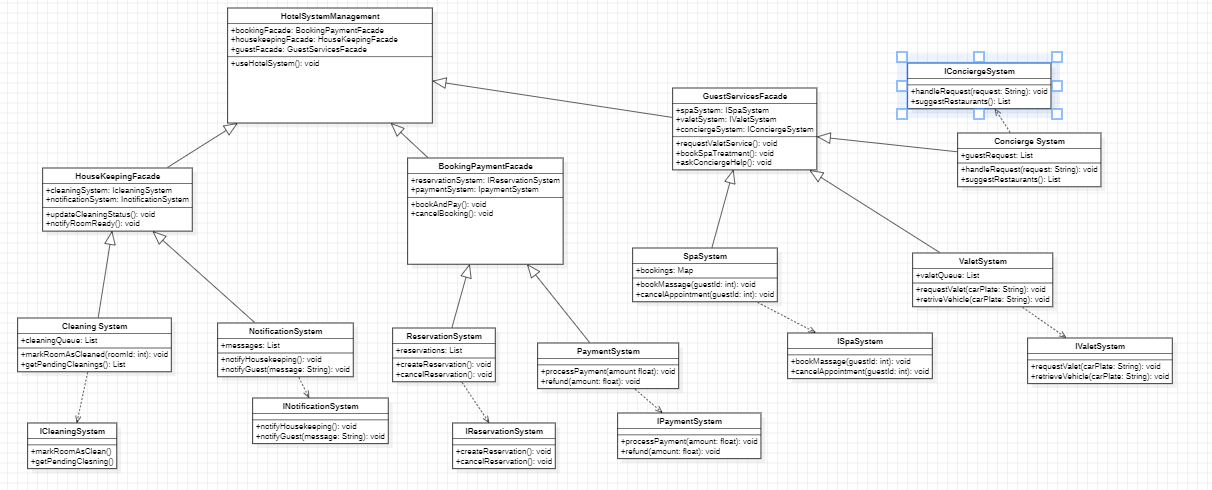 HotelSystemManagement
+bookingFacade: BookingPaymentFacade
+housekeepingFacade: HouseKeepingFacade
+guestFacade: GuestServicesFacade
+useHotelSystem(): void
IConciergeSystem
+handleRequest(request: String): void
+suggestRestaurants(): List
GuestServicesFacade
+spaSystem: ISpaSystem
+valetSystem: IValetSystem
+conciergeSystem: IConciergeSystem
+requestValetService(): void
+bookSpaTreatment(): void
+askConciergeHelp(): void
Concierge System
+guestRequest: List
+handleRequest(request: String): void
+suggestRestaurants(): List
HouseKeepingFacade
+cleaningSystem: IcleaningSystem
+notificationSystem: InotificationSystem
+updateCleaningStatus(): void
+notifyRoomReady(): void
BookingPaymentFacade
+reservationSystem: IReservationSystem
+paymentSystem: IpaymentSystem
+bookAndPay(): void
+cancelBooking(): void
SpaSystem
+bookings: Map
+bookMassage(guestId: int): void
+cancelAppointment(guestId: int): void
ValetSystem
+valetQueue: List
+requestValet(carPlate: String): void
+retriveVehicle(carPlate: String): void
Cleaning System
+cleaningQueue: List
+markRoomAsCleaned(roomId: int): void
+getPendingCleanings(): List
NotificationSystem
+messages: List
+notifyHousekeeping(): void
+notifyGuest(message: String): void
ReservationSystem
+reservations: List
+createReservation(): void
+cancelReservation(): void
PaymentSystem
+processPayment(amount float): void
+refund(amount: float): void
ISpaSystem
+bookMassage(guestId: int): void
+cancelAppointment(guestId: int): void
IValetSystem
+requestValet(carPlate: String): void
+retrieveVehicle(carPlate: String): void
ICleaningSystem
+markRoomAsClean()
+getPendingClesning()
INotificationSystem
+notifyHousekeeping(): void
+notifyGuest(message: String): void
IReservationSystem
+createReservation(): void
+cancelReservation(): void
IPaymentSystem
+processPayment(amount: float): void
+refund(amount: float): void